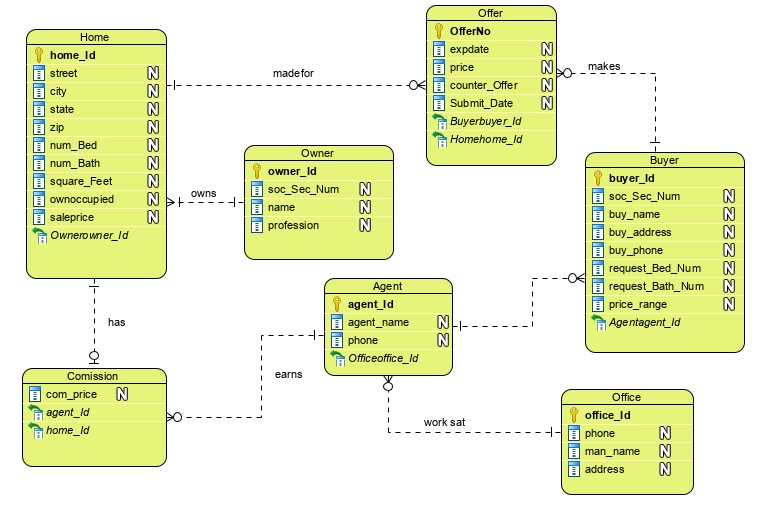 Home
home_Id
street
N
city
N
state
N
zip
N
num_Bed
N
num_Bath
N
square_Feet
N
ownoccupied
N
saleprice
N
Ownerowner_Id
madefor
Offer
OfferNo
expdate
N
price
N
counter_Offer
N
Submit_Date
N
Buyerbuyer_Id
Homehome_Id
makes
owns
Owner
owner_Id
soc_Sec_Num
N
name
N
profession
N
Buyer
buyer_Id
soc_Sec_Num
N
buy_name
N
buy_address
N
buy_phone
N
request_Bed_Num
N
request_Bath_Num
N
price_range
N
Agentagent_Id
has
Agent
agent_Id
agent_name
N
phone
N
Officeoffice_Id
earns
Comission
com_price
N
agent_Id
home_Id
work sat
Office
office_Id
phone
N
man_name
N
address
N